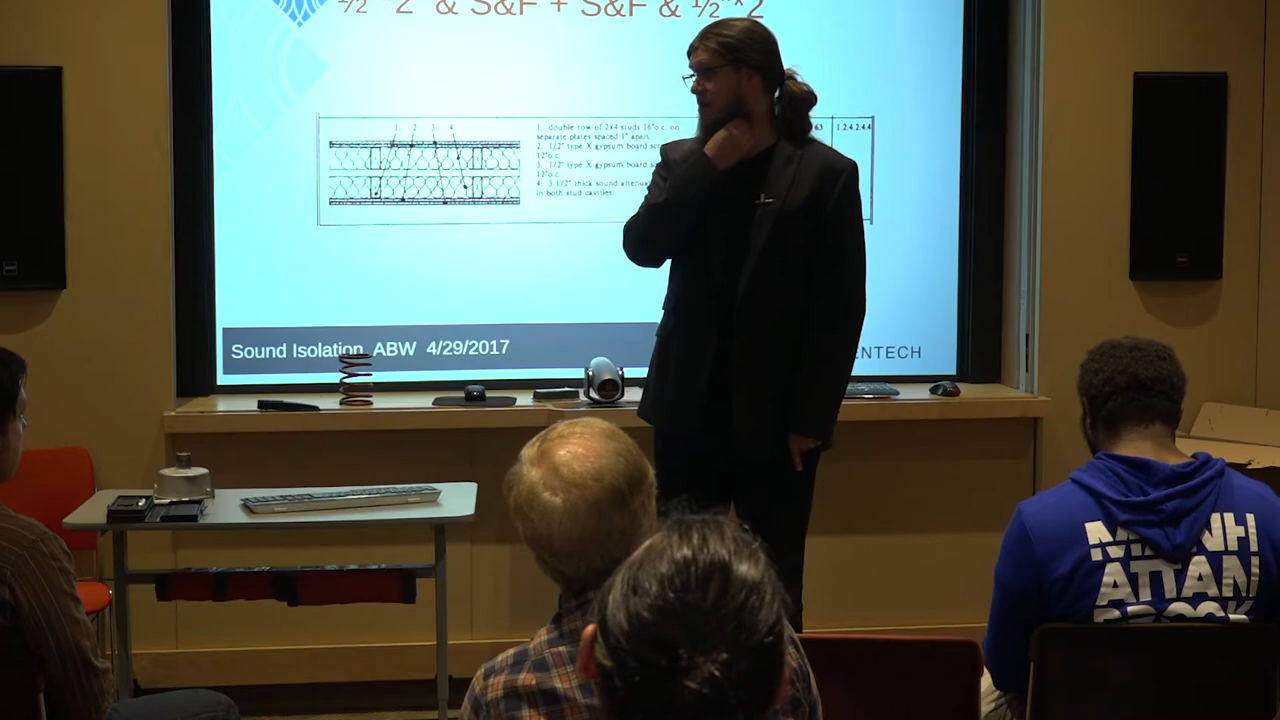 ½"*2 & S&F + S&F & ½"*2
1 2 3 4
1. double row of 2x4 studs 16"o.c. on
separate plates spaced 1" apart.
2. 1/2" type X gypsum board
12"o.c.
3. 1/2" type X gypsum board
12"o.c.
4. 3 1/2" thick sound
in both stud cavities.
63
1.2.4.2.4.4
Sound Isolation, ABW 4/29/2017
ENTECH
MANH
ATTAN